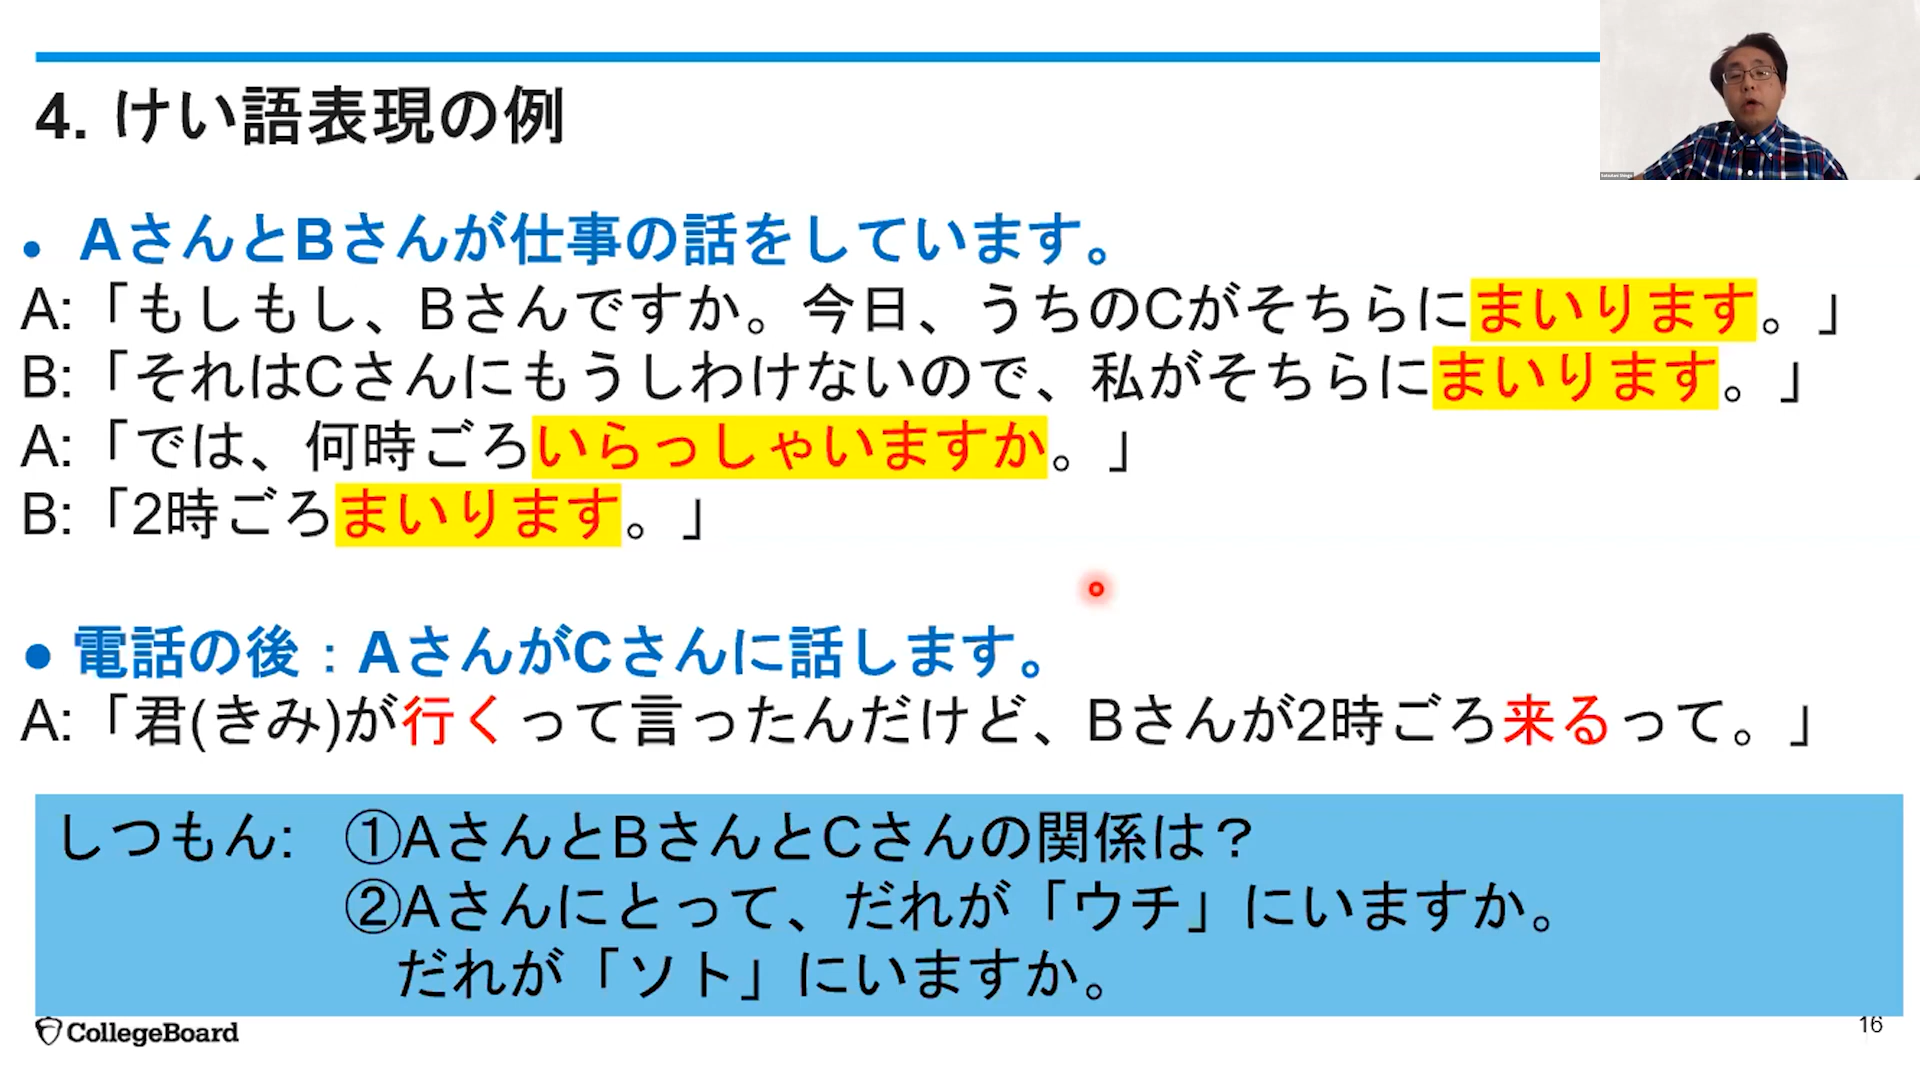 4. けい語表現の例
• AさんとBさんが仕事の話をしています。
A:「もしもし、Bさんですか。今日、うちのCがそちらにまいります。」
B:「それはCさんにもうしわけないので、私がそちらにまいります。」
A:「では、何時ごろいらっしゃいますか。」
B:「2時ごろまいります。」
● 電話の後：AさんがCさんに話します。
A:「君(きみ)が行くって言ったんだけど、Bさんが2時ごろ来るって。」
しつもん: ①AさんとBさんとCさんの関係は？
②Aさんにとって、だれが「ウチ」にいますか。
だれが「ソト」にいますか。
CollegeBoard
16